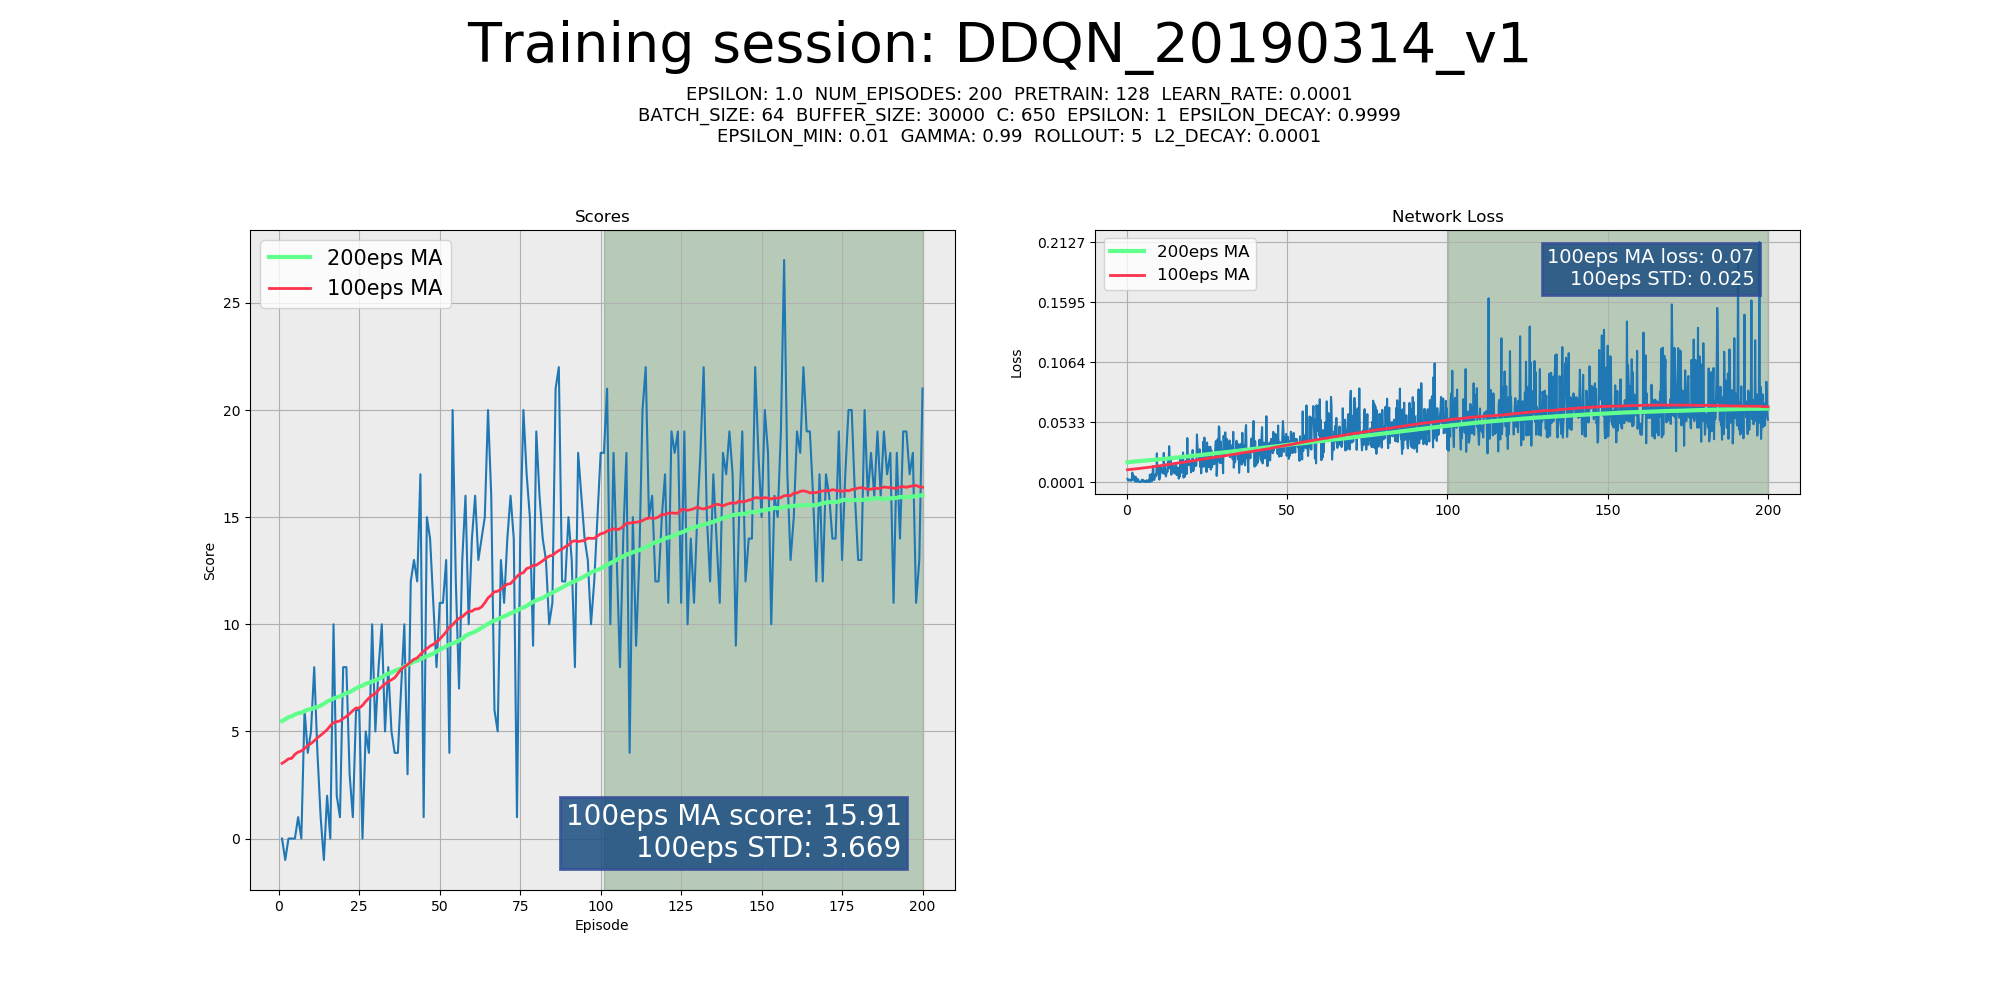 Training session: DDQN_20190314_v1
EPSILON: 1.0  NUM_EPISODES: 200  PRETRAIN: 128  LEARN_RATE: 0.0001
BATCH_SIZE: 64  BUFFER_SIZE: 30000  C: 650  EPSILON: 1  EPSILON_DECAY: 0.9999
EPSILON_MIN: 0.01  GAMMA: 0.99  ROLLOUT: 5  L2_DECAY: 0.0001
Scores
200eps MA
100eps MA
25
20
15
10
5
0
Score
100eps MA score: 15.91
100eps STD: 3.669
0 25 50 75 100 125 150 175 200
Episode
Network Loss
200eps MA
100eps MA
100eps MA loss: 0.07
100eps STD: 0.025
0.2127
0.1595
0.1064
0.0533
0.0001
Loss
0 50 100 150 200